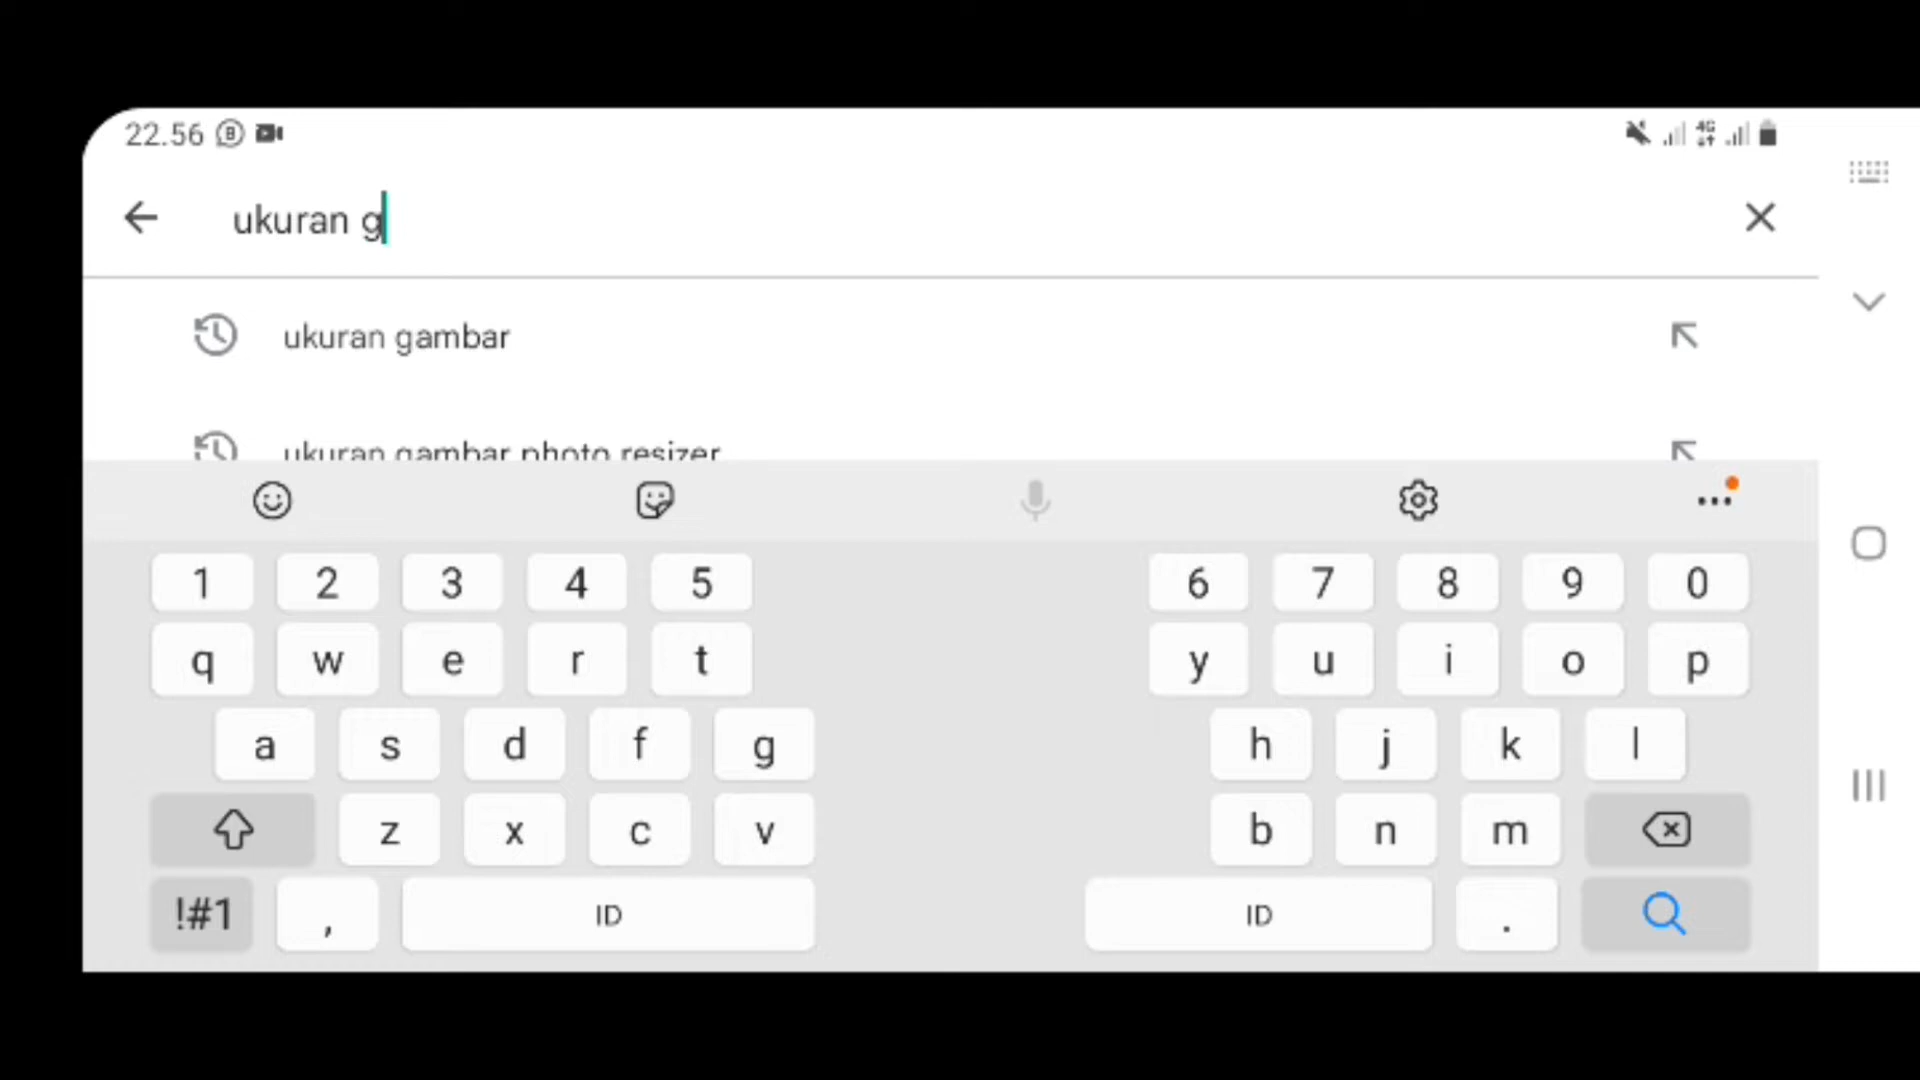 22.56
4G
ukuran g
ukuran gambar
ukuran gambar photo resizer
1 2 3 4 5 6 7 8 9 0
q w e r t y u i o p
a s d f g h j k l
z x c v b n m
!#1 , ID ID .